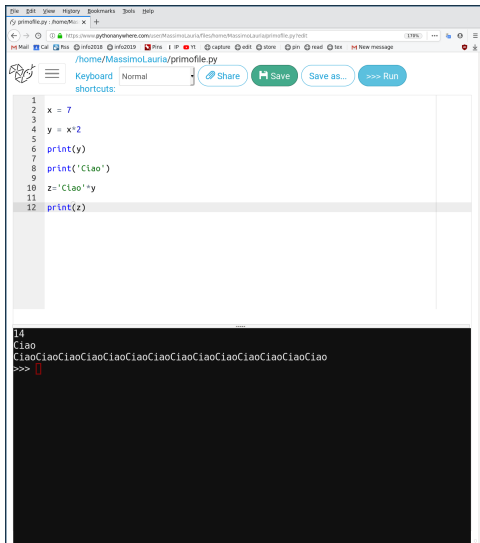 File Edit View History Bookmarks Tools Help
primofile.py : /home/Mas × +
https://www.pythonanywhere.com/user/MassimoLauria/files/home/MassimoLauria/primofile.py?edit 170% ···
Mail Cal Rss info2018 info2019 Pins I IP Yt capture edit store pin read tex New message
/home/MassimoLauria/primofile.py
Keyboard shortcuts: Normal Share Save Save as... >>> Run
1
2 x = 7
3
4 y = x*2
5
6 print(y)
7
8 print('Ciao')
9
10 z='Ciao'*y
11
12 print(z)
14
Ciao
CiaoCiaoCiaoCiaoCiaoCiaoCiaoCiaoCiaoCiaoCiaoCiaoCiaoCiao
>>>